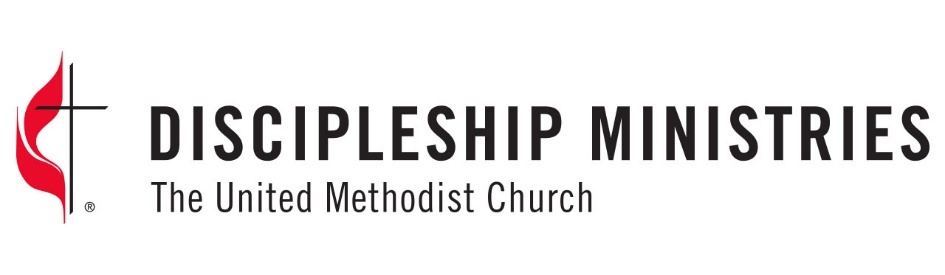 DISCIPLESHIP MINISTRIES
The United Methodist Church
®